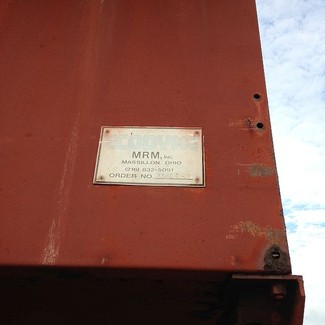 MRM, INC.
MASSILLON, OHIO
(216) 832-5091
ORDER NO.